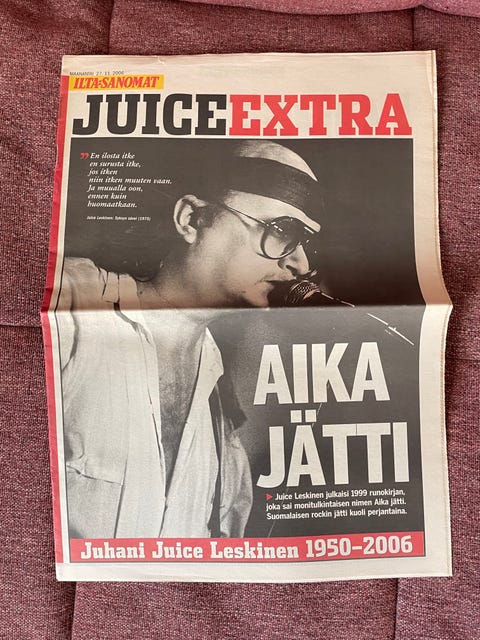 MAANANTAI 27.11.2006
ILTA-SANOMAT
JUICEEXTRA
” En ilosta itke
en surusta itke,
jos itken
niin itken muuten vaan.
Ja muualla oon,
ennen kuin
huomaatkaan.
Juice Leskinen: Syksyn sävel (1975)
AIKA
JÄTTI
Juice Leskinen julkaisi 1999 runokirjan,
joka sai monitulkintaisen nimen Aika jätti.
Suomalaisen rockin jätti kuoli perjantaina.
Juhani Juice Leskinen 1950–2006